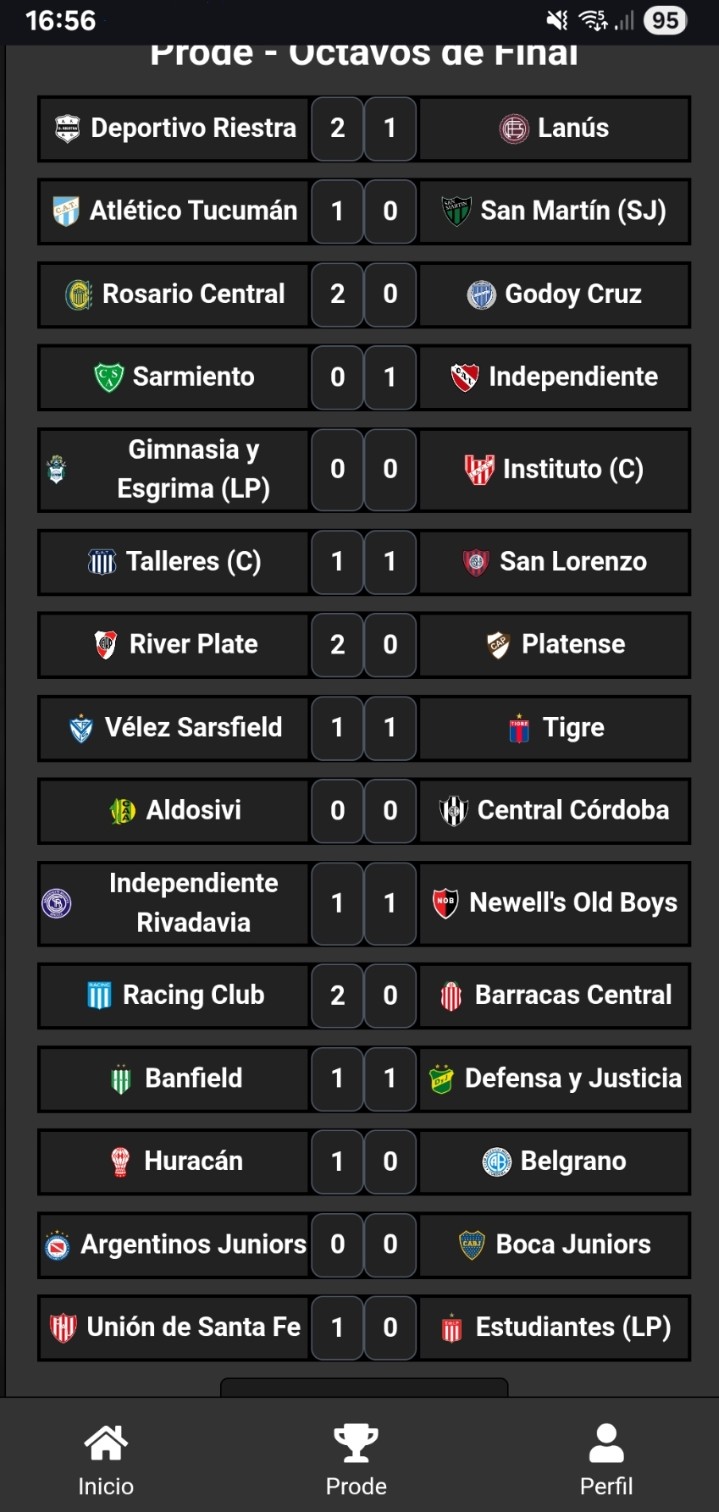 16:56
5
95
Prode - Octavos de Final
Deportivo Riestra 2 1 Lanús
Atlético Tucumán 1 0 San Martín (SJ)
Rosario Central 2 0 Godoy Cruz
Sarmiento 0 1 Independiente
Gimnasia y
Esgrima (LP) 0 0 Instituto (C)
Talleres (C) 1 1 San Lorenzo
River Plate 2 0 Platense
Vélez Sarsfield 1 1 Tigre
Aldosivi 0 0 Central Córdoba
Independiente
Rivadavia 1 1 Newell's Old Boys
Racing Club 2 0 Barracas Central
Banfield 1 1 Defensa y Justicia
Huracán 1 0 Belgrano
Argentinos Juniors 0 0 Boca Juniors
Unión de Santa Fe 1 0 Estudiantes (LP)
Inicio
Prode
Perfil